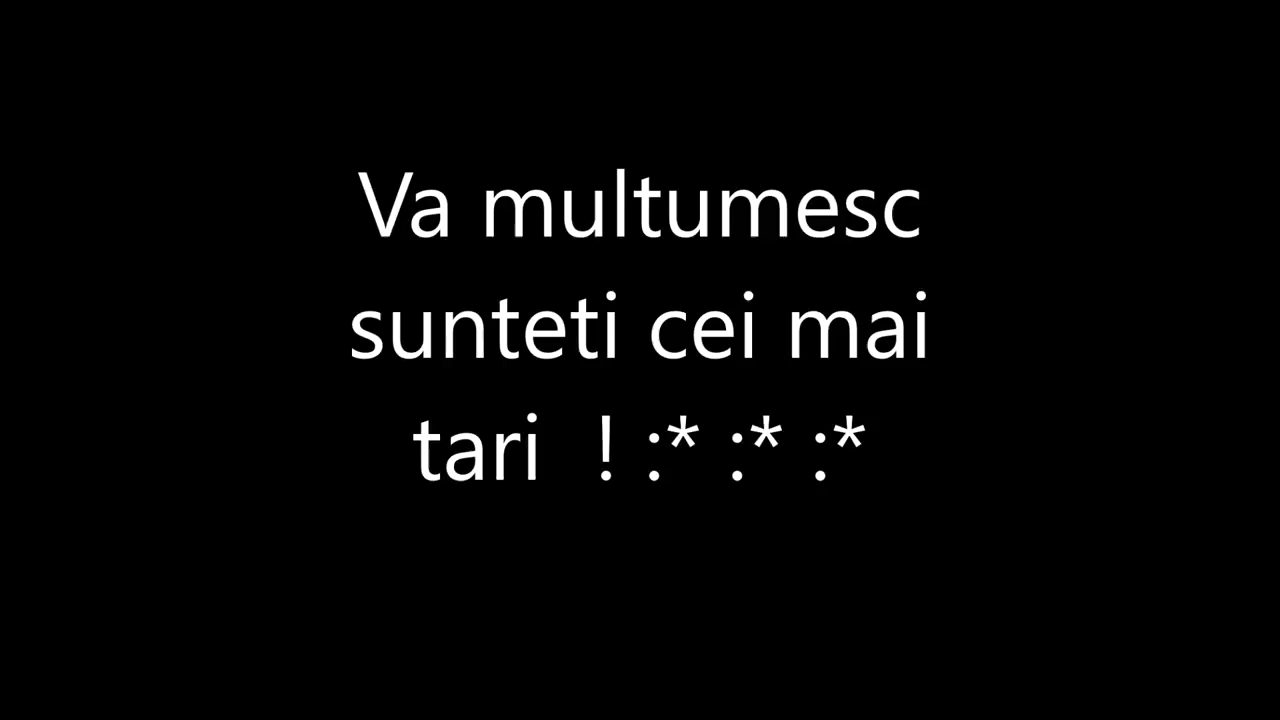 Va multumesc
sunteti cei mai
tari  ! :* :* :*